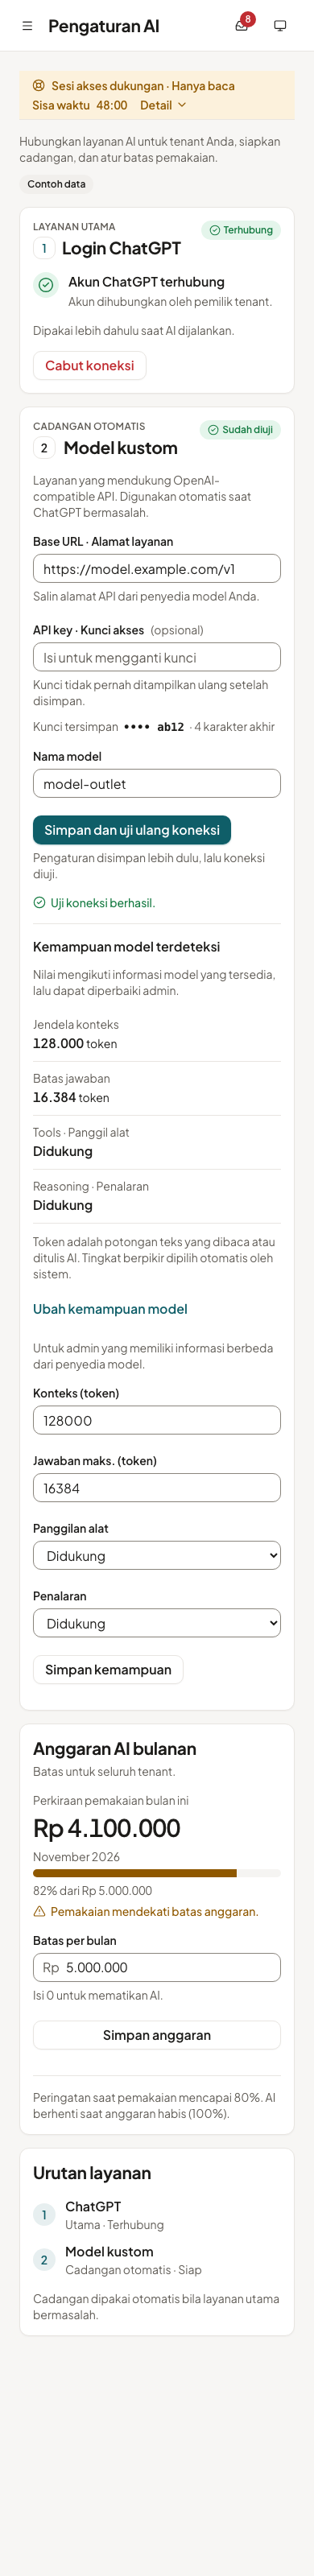 Pengaturan AI
8
Sesi akses dukungan · Hanya baca
Sisa waktu 48:00 Detail
Hubungkan layanan AI untuk tenant Anda, siapkan
cadangan, dan atur batas pemakaian.
Contoh data
LAYANAN UTAMA
Terhubung
1 Login ChatGPT
Akun ChatGPT terhubung
Akun dihubungkan oleh pemilik tenant.
Dipakai lebih dahulu saat AI dijalankan.
Cabut koneksi
CADANGAN OTOMATIS
Sudah diuji
2 Model kustom
Layanan yang mendukung OpenAI-
compatible API. Digunakan otomatis saat
ChatGPT bermasalah.
Base URL · Alamat layanan
https://model.example.com/v1
Salin alamat API dari penyedia model Anda.
API key · Kunci akses (opsional)
Isi untuk mengganti kunci
Kunci tidak pernah ditampilkan ulang setelah
disimpan.
Kunci tersimpan •••• ab12 · 4 karakter akhir
Nama model
model-outlet
Simpan dan uji ulang koneksi
Pengaturan disimpan lebih dulu, lalu koneksi
diuji.
Uji koneksi berhasil.
Kemampuan model terdeteksi
Nilai mengikuti informasi model yang tersedia,
lalu dapat diperbaiki admin.
Jendela konteks
128.000 token
Batas jawaban
16.384 token
Tools · Panggil alat
Didukung
Reasoning · Penalaran
Didukung
Token adalah potongan teks yang dibaca atau
ditulis AI. Tingkat berpikir dipilih otomatis oleh
sistem.
Ubah kemampuan model
Untuk admin yang memiliki informasi berbeda
dari penyedia model.
Konteks (token)
128000
Jawaban maks. (token)
16384
Panggilan alat
Didukung
Penalaran
Didukung
Simpan kemampuan
Anggaran AI bulanan
Batas untuk seluruh tenant.
Perkiraan pemakaian bulan ini
Rp 4.100.000
November 2026
82% dari Rp 5.000.000
Pemakaian mendekati batas anggaran.
Batas per bulan
Rp 5.000.000
Isi 0 untuk mematikan AI.
Simpan anggaran
Peringatan saat pemakaian mencapai 80%. AI
berhenti saat anggaran habis (100%).
Urutan layanan
1 ChatGPT
Utama · Terhubung
2 Model kustom
Cadangan otomatis · Siap
Cadangan dipakai otomatis bila layanan utama
bermasalah.